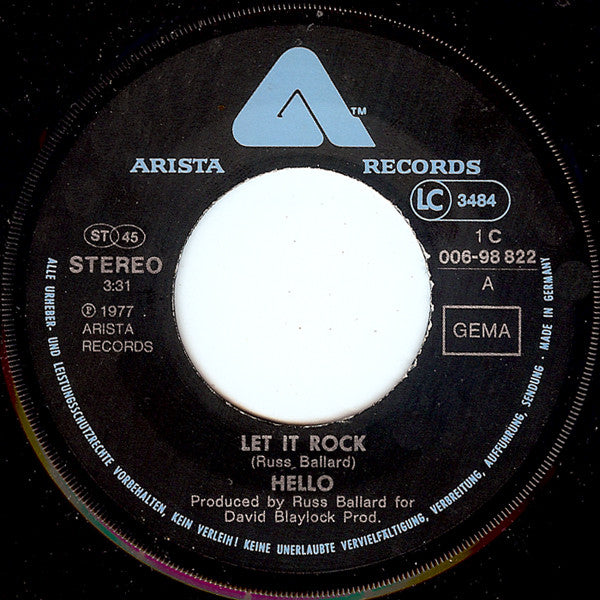 TM
ARISTA RECORDS
LC 3484
ST 45
STEREO
3:31
℗ 1977
ARISTA
RECORDS
1 C
006-98 822
A
GEMA
LET IT ROCK
(Russ Ballard)
HELLO
Produced by Russ Ballard for
David Blaylock Prod.
ALLE URHEBER- UND LEISTUNGSSCHUTZRECHTE VORBEHALTEN, KEIN VERLEIH! KEINE UNERLAUBTE VERVIELFÄLTIGUNG, VERBREITUNG, AUFFÜHRUNG, SENDUNG · MADE IN GERMANY